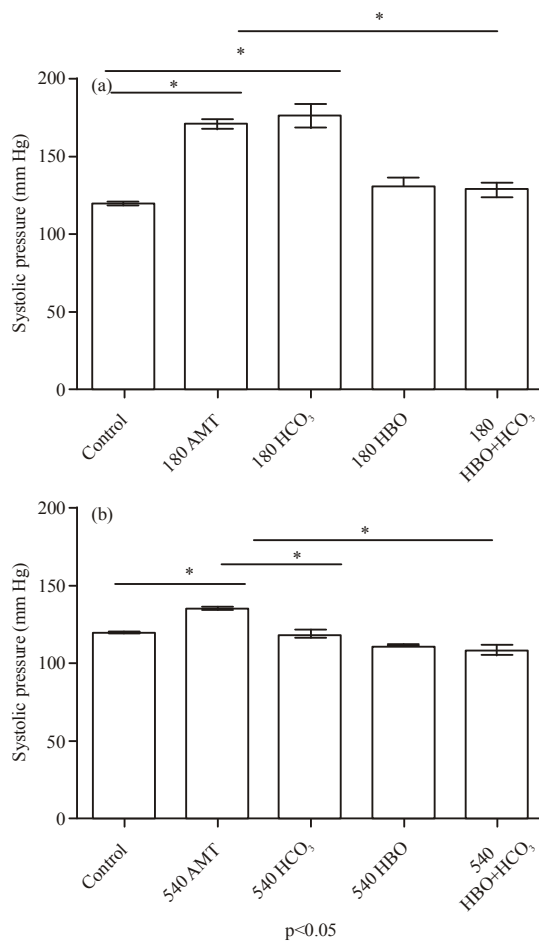 *
*
(a)
*
200
150
100
50
0
Systolic pressure (mm Hg)
Control
180 AMT
180 HCO₃
180 HBO
180
HBO+HCO₃
200
(b)
*
*
*
150
100
50
0
Systolic pressure (mm Hg)
Control
540 AMT
540 HCO₃
540 HBO
540
HBO+HCO₃
p<0.05